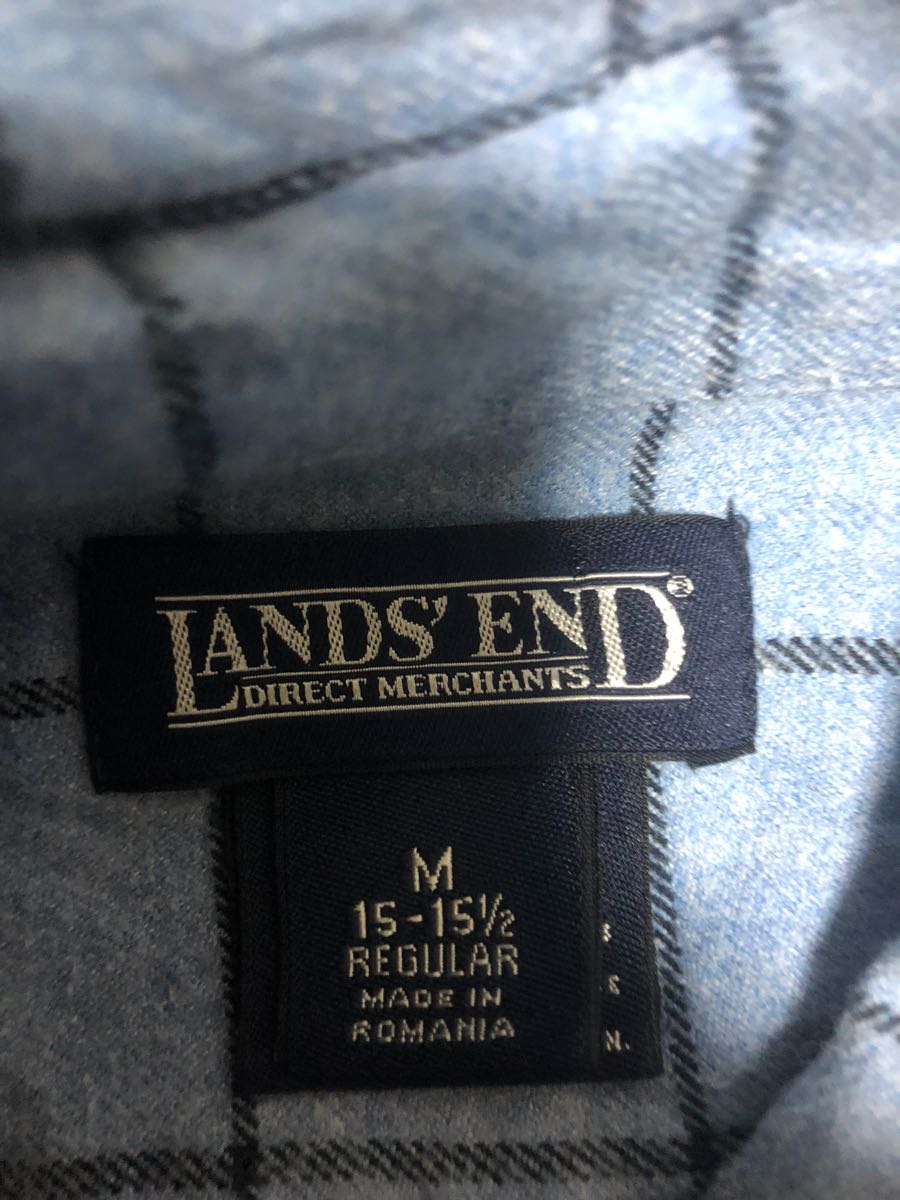 LANDS' END®
DIRECT MERCHANTS
M
15-15½
REGULAR
MADE IN
ROMANIA